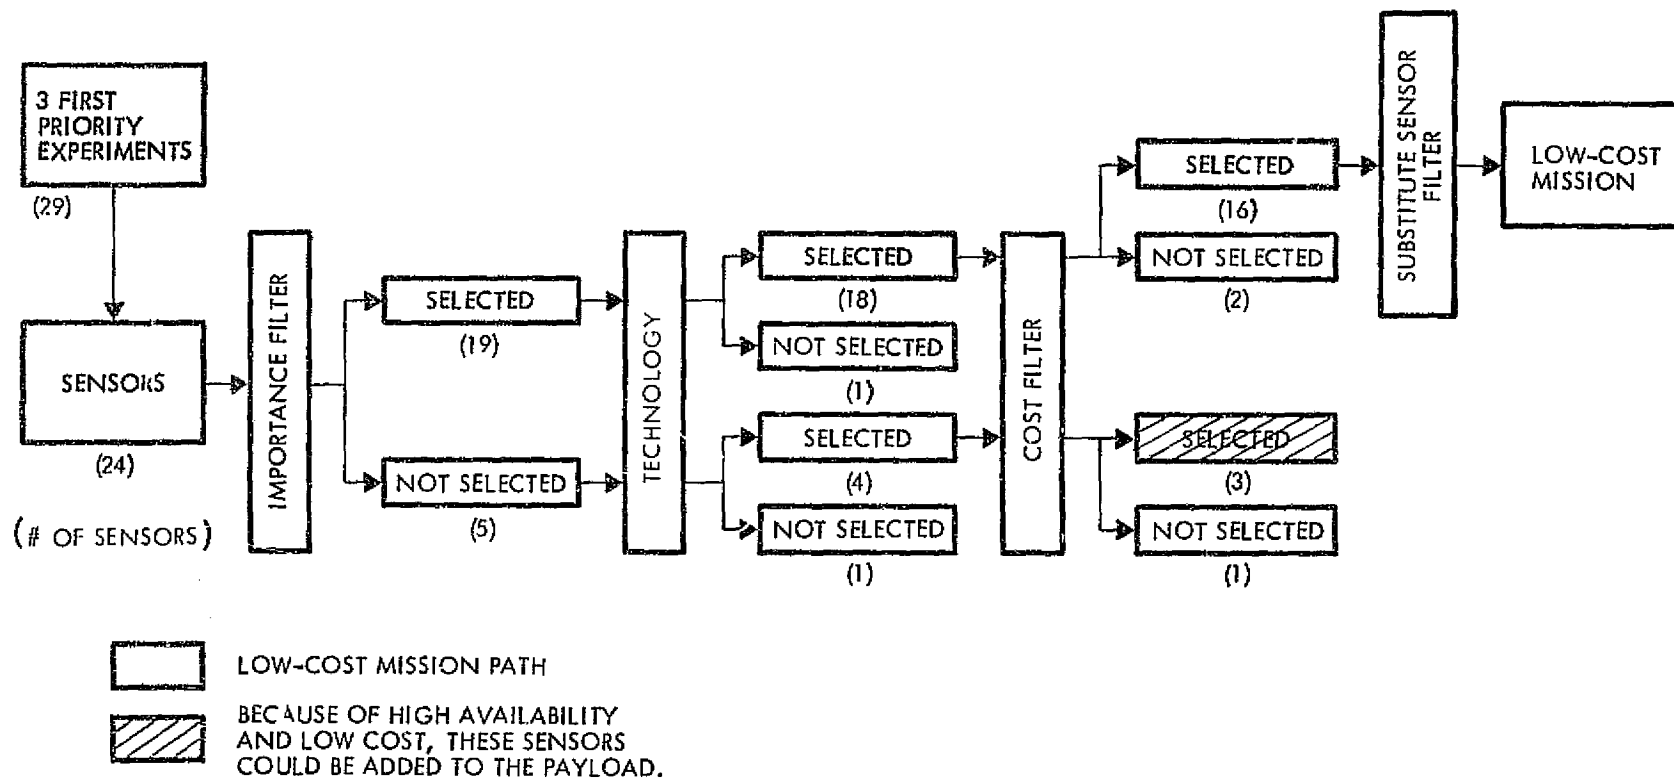 3 FIRST
PRIORITY
EXPERIMENTS
(29)
SENSORS
(24)
(# OF SENSORS)
IMPORTANCE FILTER
SELECTED
(19)
NOT SELECTED
(5)
TECHNOLOGY
SELECTED
(18)
NOT SELECTED
(1)
SELECTED
(4)
NOT SELECTED
(1)
COST FILTER
SELECTED
(16)
NOT SELECTED
(2)
SELECTED
(3)
NOT SELECTED
(1)
SUBSTITUTE SENSOR
FILTER
LOW-COST
MISSION
LOW-COST MISSION PATH
BECAUSE OF HIGH AVAILABILITY
AND LOW COST, THESE SENSORS
COULD BE ADDED TO THE PAYLOAD.